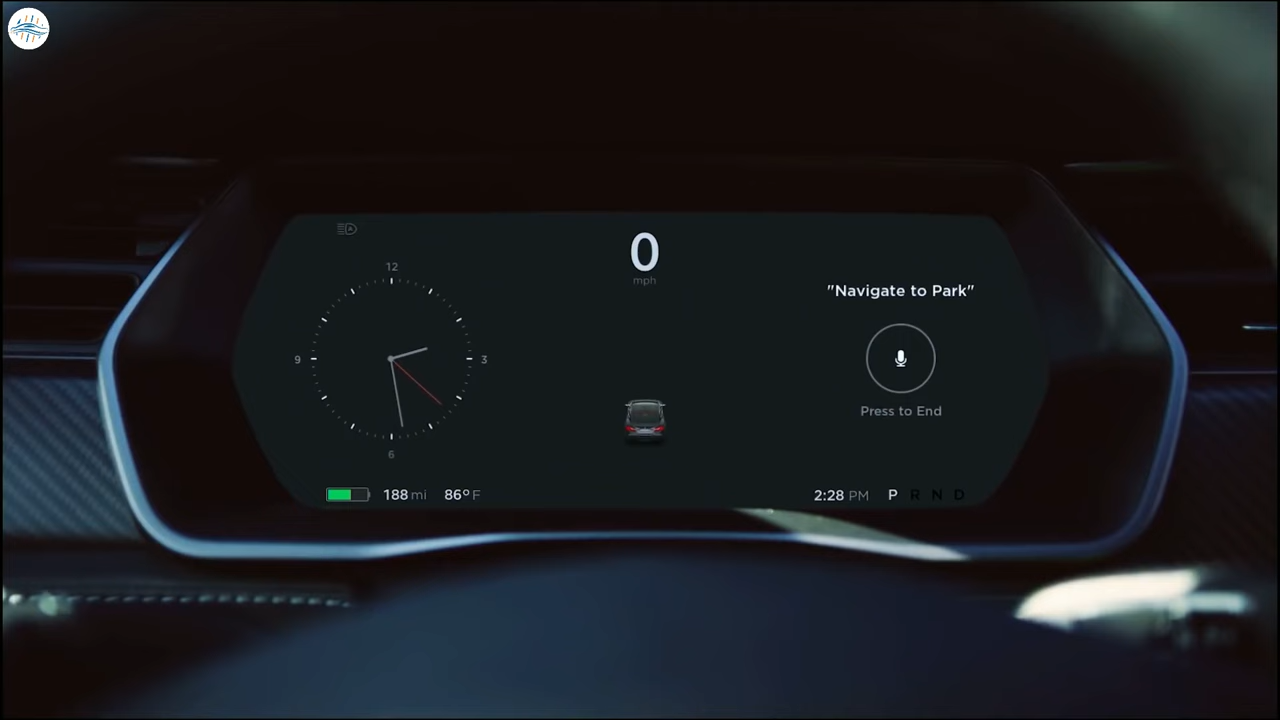 0
mph
12
9
3
6
"Navigate to Park"
Press to End
188 mi 86° F
2:28 PM P R N D